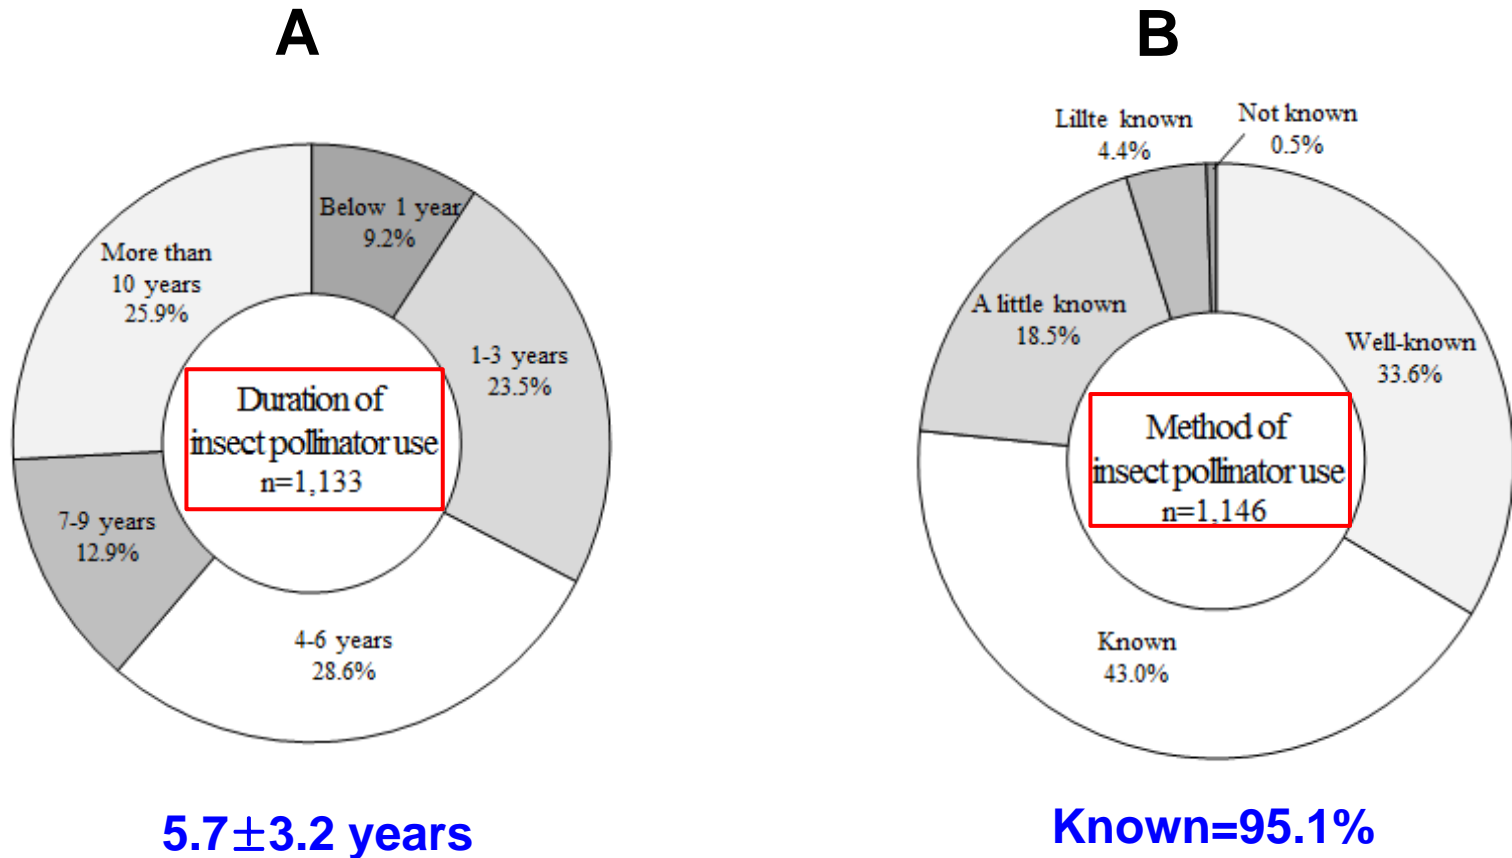 A
Below 1 year
9.2%
1-3 years
23.5%
4-6 years
28.6%
7-9 years
12.9%
More than
10 years
25.9%
Duration of
insect pollinator use
n=1,133
5.7±3.2 years
B
Lillte known
4.4%
Not known
0.5%
Well-known
33.6%
Known
43.0%
A little known
18.5%
Method of
insect pollinator use
n=1,146
Known=95.1%